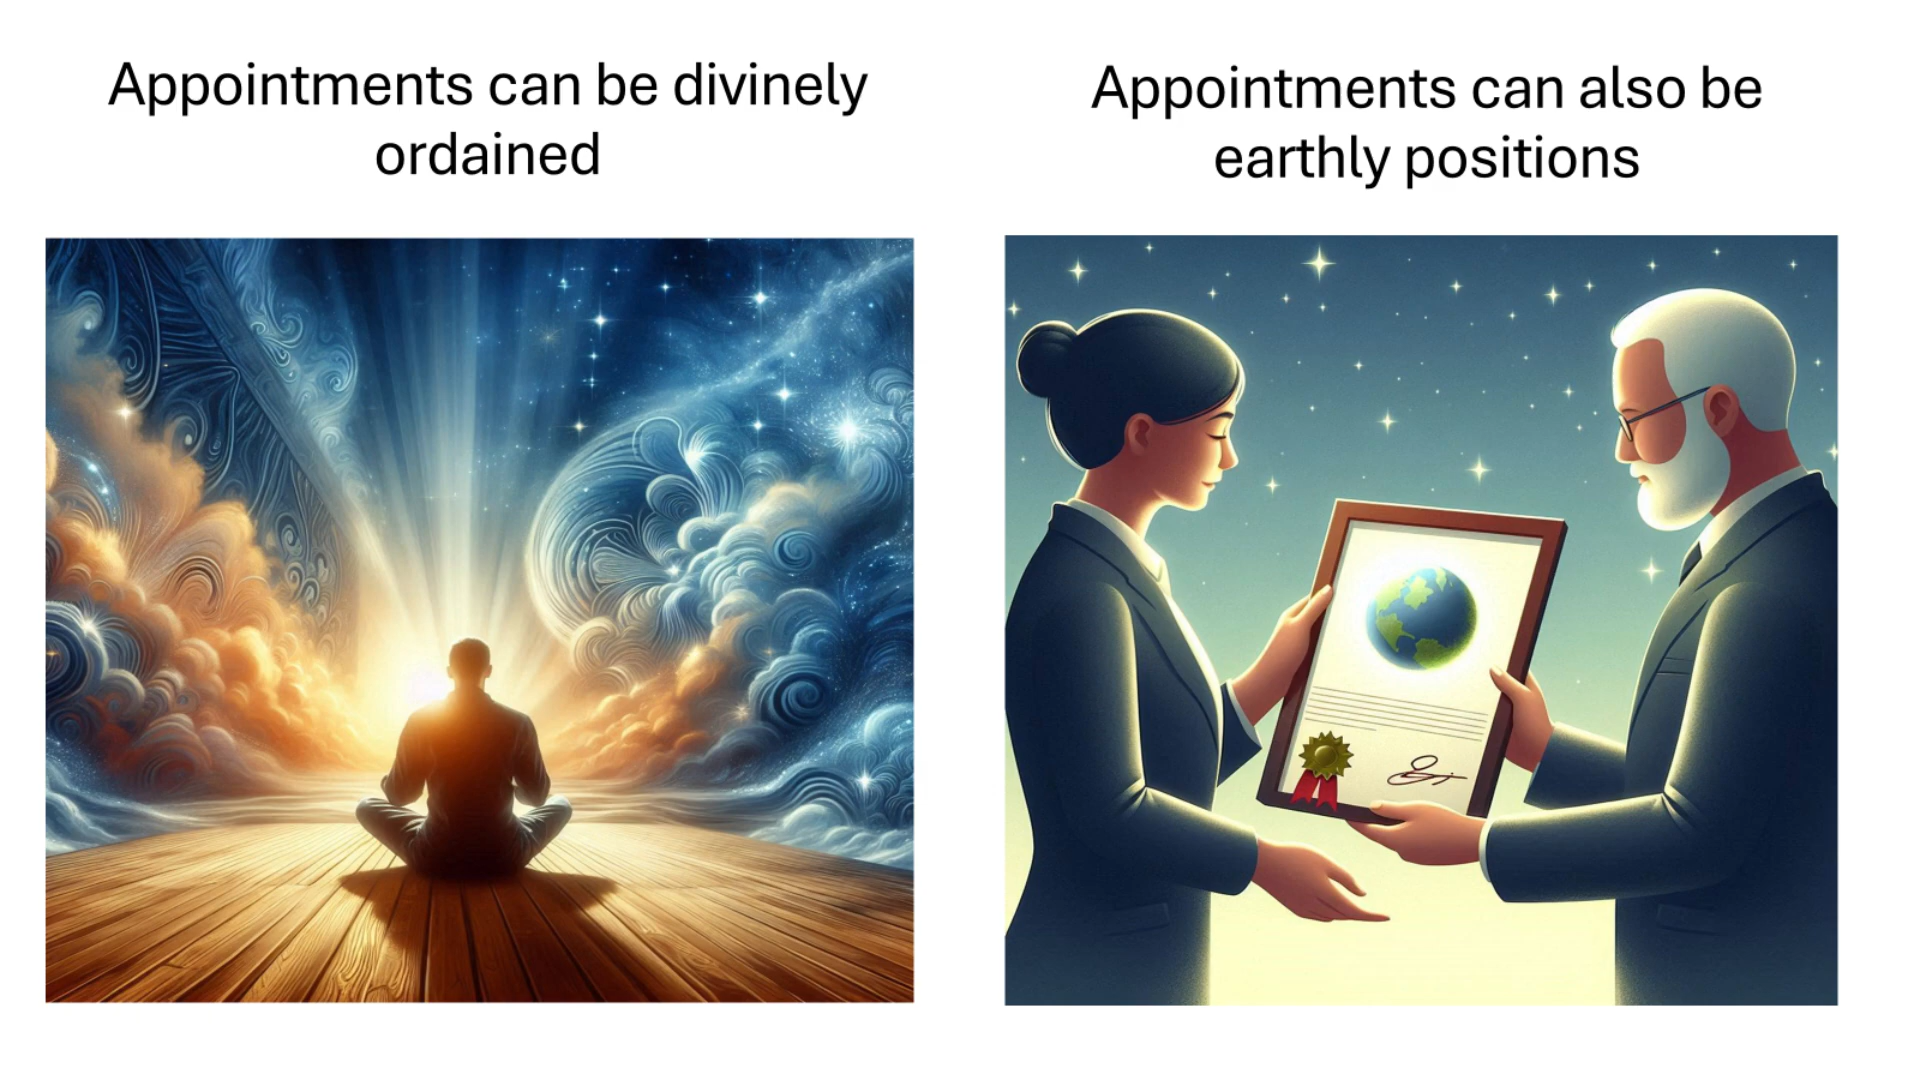 Appointments can be divinely
ordained
Appointments can also be
earthly positions